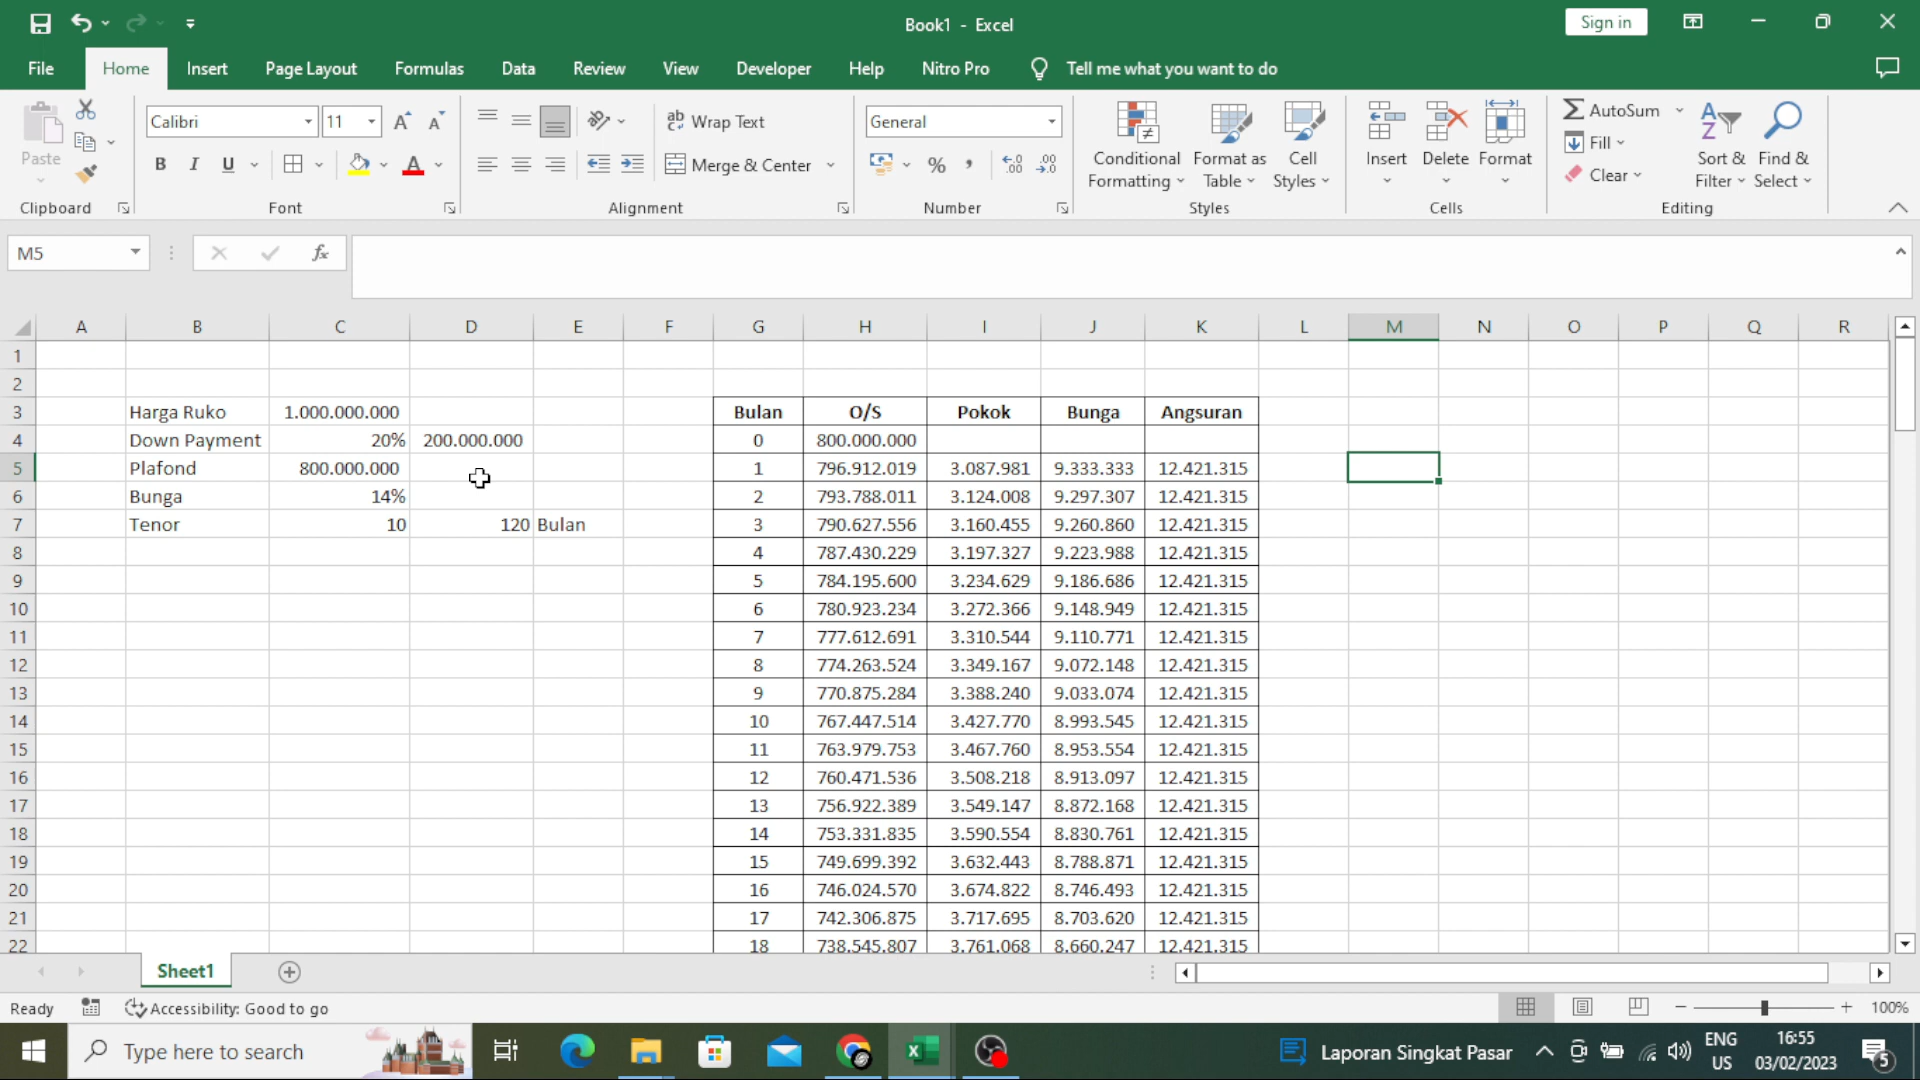 Book1 - Excel
Sign in
File Home Insert Page Layout Formulas Data Review View Developer Help Nitro Pro Tell me what you want to do
Paste
Clipboard
Calibri 11
B I U
Font
Wrap Text
Merge & Center
Alignment
General
%
Number
Conditional Formatting
Format as Table
Cell Styles
Styles
Insert Delete Format
Cells
AutoSum
Fill
Clear
Sort & Filter
Find & Select
Editing
M5 fx
A B C D E F G H I J K L M N O P Q R
1
2
3 Harga Ruko 1.000.000.000 Bulan O/S Pokok Bunga Angsuran
4 Down Payment 20% 200.000.000 0 800.000.000
5 Plafond 800.000.000 1 796.912.019 3.087.981 9.333.333 12.421.315
6 Bunga 14% 2 793.788.011 3.124.008 9.297.307 12.421.315
7 Tenor 10 120 Bulan 3 790.627.556 3.160.455 9.260.860 12.421.315
8 4 787.430.229 3.197.327 9.223.988 12.421.315
9 5 784.195.600 3.234.629 9.186.686 12.421.315
10 6 780.923.234 3.272.366 9.148.949 12.421.315
11 7 777.612.691 3.310.544 9.110.771 12.421.315
12 8 774.263.524 3.349.167 9.072.148 12.421.315
13 9 770.875.284 3.388.240 9.033.074 12.421.315
14 10 767.447.514 3.427.770 8.993.545 12.421.315
15 11 763.979.753 3.467.760 8.953.554 12.421.315
16 12 760.471.536 3.508.218 8.913.097 12.421.315
17 13 756.922.389 3.549.147 8.872.168 12.421.315
18 14 753.331.835 3.590.554 8.830.761 12.421.315
19 15 749.699.392 3.632.443 8.788.871 12.421.315
20 16 746.024.570 3.674.822 8.746.493 12.421.315
21 17 742.306.875 3.717.695 8.703.620 12.421.315
22 18 738.545.807 3.761.068 8.660.247 12.421.315
Sheet1
Ready Accessibility: Good to go 100%
Type here to search
Laporan Singkat Pasar
ENG
US
16:55
03/02/2023
5